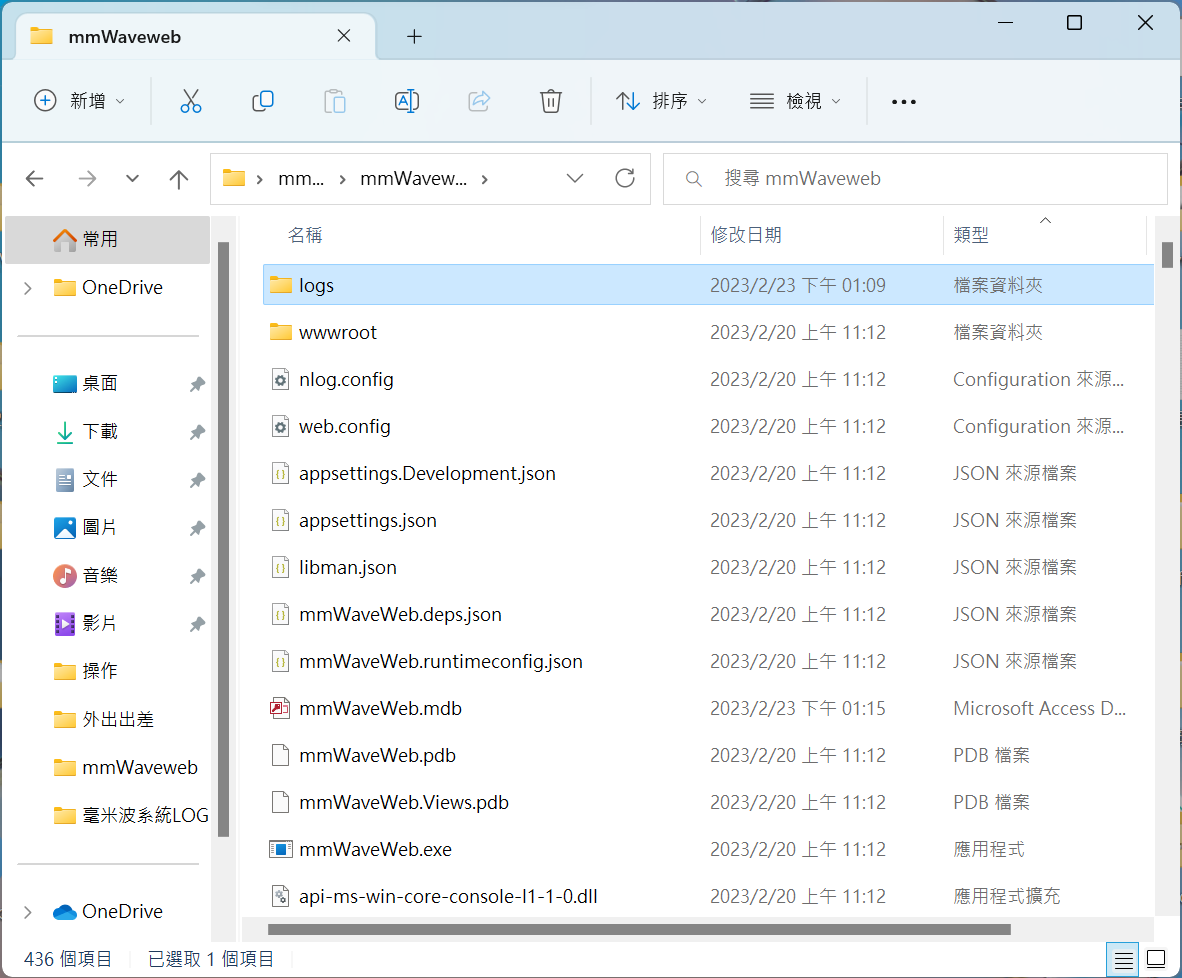 mmWaveweb
新增
排序
檢視
mm... mmWavew...
搜尋 mmWaveweb
常用
OneDrive
桌面
下載
文件
圖片
音樂
影片
操作
外出出差
mmWaveweb
毫米波系統LOG
OneDrive
名稱 修改日期 類型
logs 2023/2/23 下午 01:09 檔案資料夾
wwwroot 2023/2/20 上午 11:12 檔案資料夾
nlog.config 2023/2/20 上午 11:12 Configuration 來源...
web.config 2023/2/20 上午 11:12 Configuration 來源...
appsettings.Development.json 2023/2/20 上午 11:12 JSON 來源檔案
appsettings.json 2023/2/20 上午 11:12 JSON 來源檔案
libman.json 2023/2/20 上午 11:12 JSON 來源檔案
mmWaveWeb.deps.json 2023/2/20 上午 11:12 JSON 來源檔案
mmWaveWeb.runtimeconfig.json 2023/2/20 上午 11:12 JSON 來源檔案
mmWaveWeb.mdb 2023/2/23 下午 01:15 Microsoft Access D...
mmWaveWeb.pdb 2023/2/20 上午 11:12 PDB 檔案
mmWaveWeb.Views.pdb 2023/2/20 上午 11:12 PDB 檔案
mmWaveWeb.exe 2023/2/20 上午 11:12 應用程式
api-ms-win-core-console-l1-1-0.dll 2023/2/20 上午 11:12 應用程式擴充
436 個項目 已選取 1 個項目